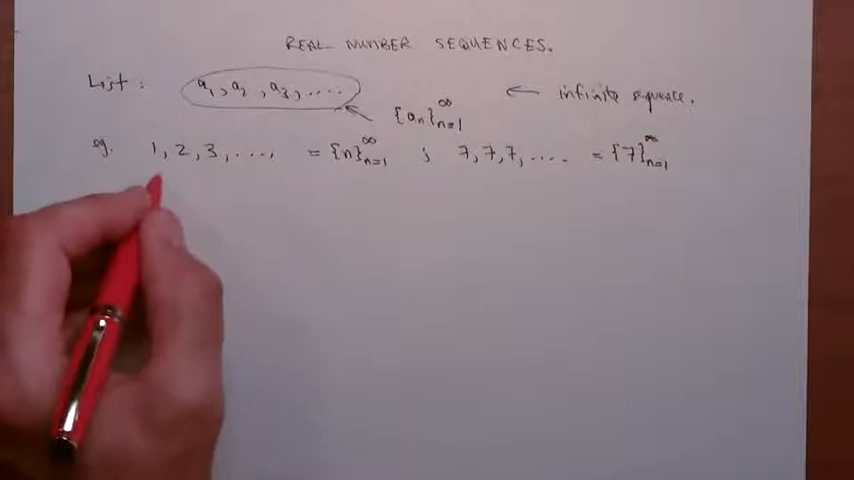 REAL NUMBER SEQUENCES.
List: a₁, a₂, a₃, .... ← infinite sequence.
{aₙ}ₙ₌₁^∞
eg. 1, 2, 3, ...., = {n}ₙ₌₁^∞ ; 7, 7, 7, .... = {7}ₙ₌₁^∞